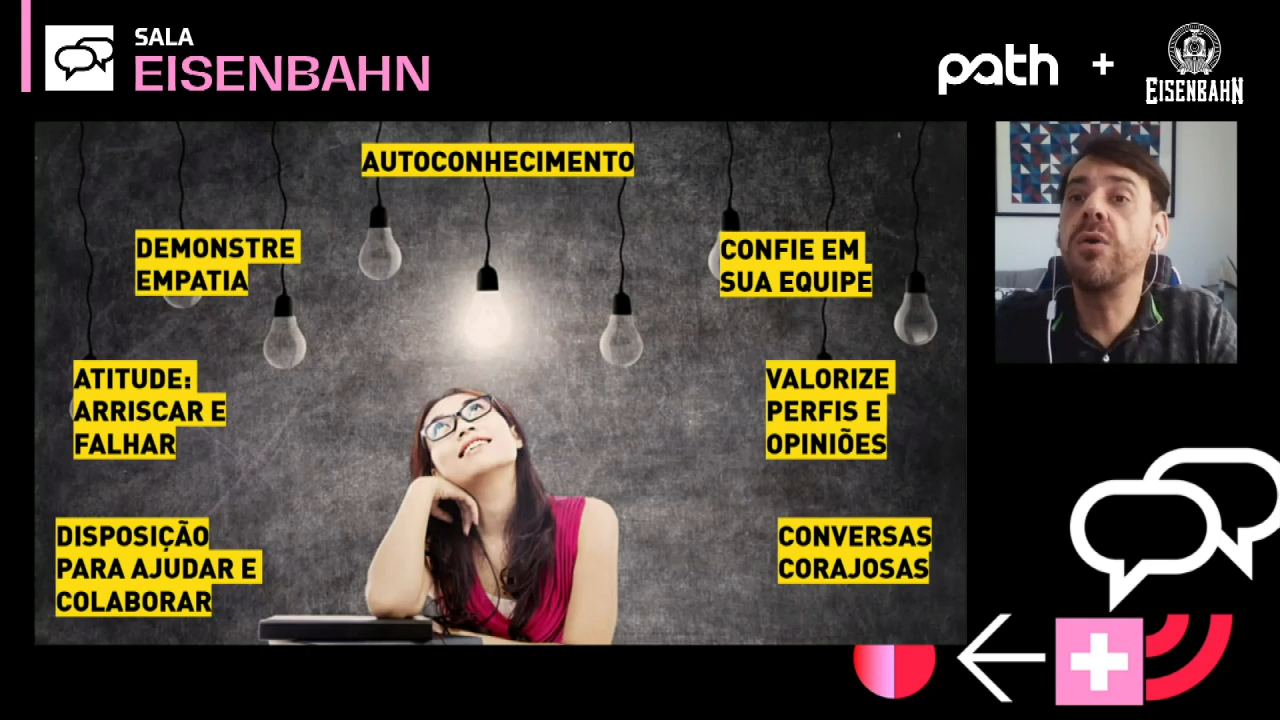 SALA
EISENBAHN
path + EISENBAHN
AUTOCONHECIMENTO
DEMONSTRE
EMPATIA
CONFIE EM
SUA EQUIPE
ATITUDE:
ARRISCAR E
FALHAR
VALORIZE
PERFIS E
OPINIÕES
DISPOSIÇÃO
PARA AJUDAR E
COLABORAR
CONVERSAS
CORAJOSAS